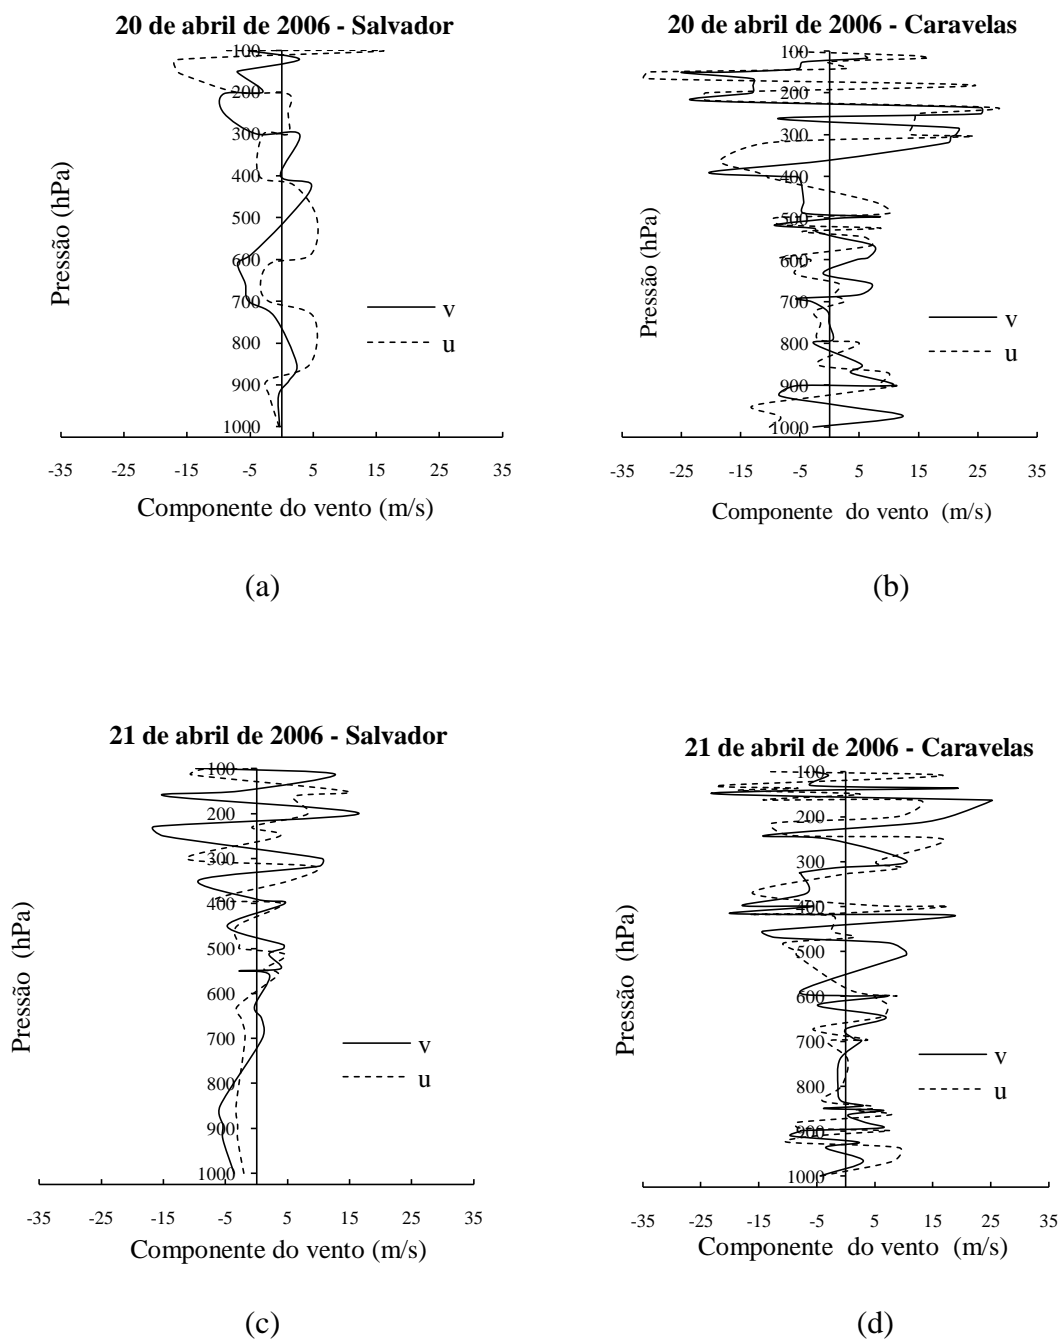 20 de abril de 2006 - Salvador
100
200
300
400
500
600
700
800
900
1000
-35 -25 -15 -5 5 15 25 35
Pressão (hPa)
v
u
Componente do vento (m/s)
(a)
20 de abril de 2006 - Caravelas
100
200
300
400
500
600
700
800
900
1000
-35 -25 -15 -5 5 15 25 35
Pressão (hPa)
v
u
Componente do vento (m/s)
(b)
21 de abril de 2006 - Salvador
100
200
300
400
500
600
700
800
900
1000
-35 -25 -15 -5 5 15 25 35
Pressão (hPa)
v
u
Componente do vento (m/s)
(c)
21 de abril de 2006 - Caravelas
100
200
300
400
500
600
700
800
900
1000
-35 -25 -15 -5 5 15 25 35
Pressão (hPa)
v
u
Componente do vento (m/s)
(d)